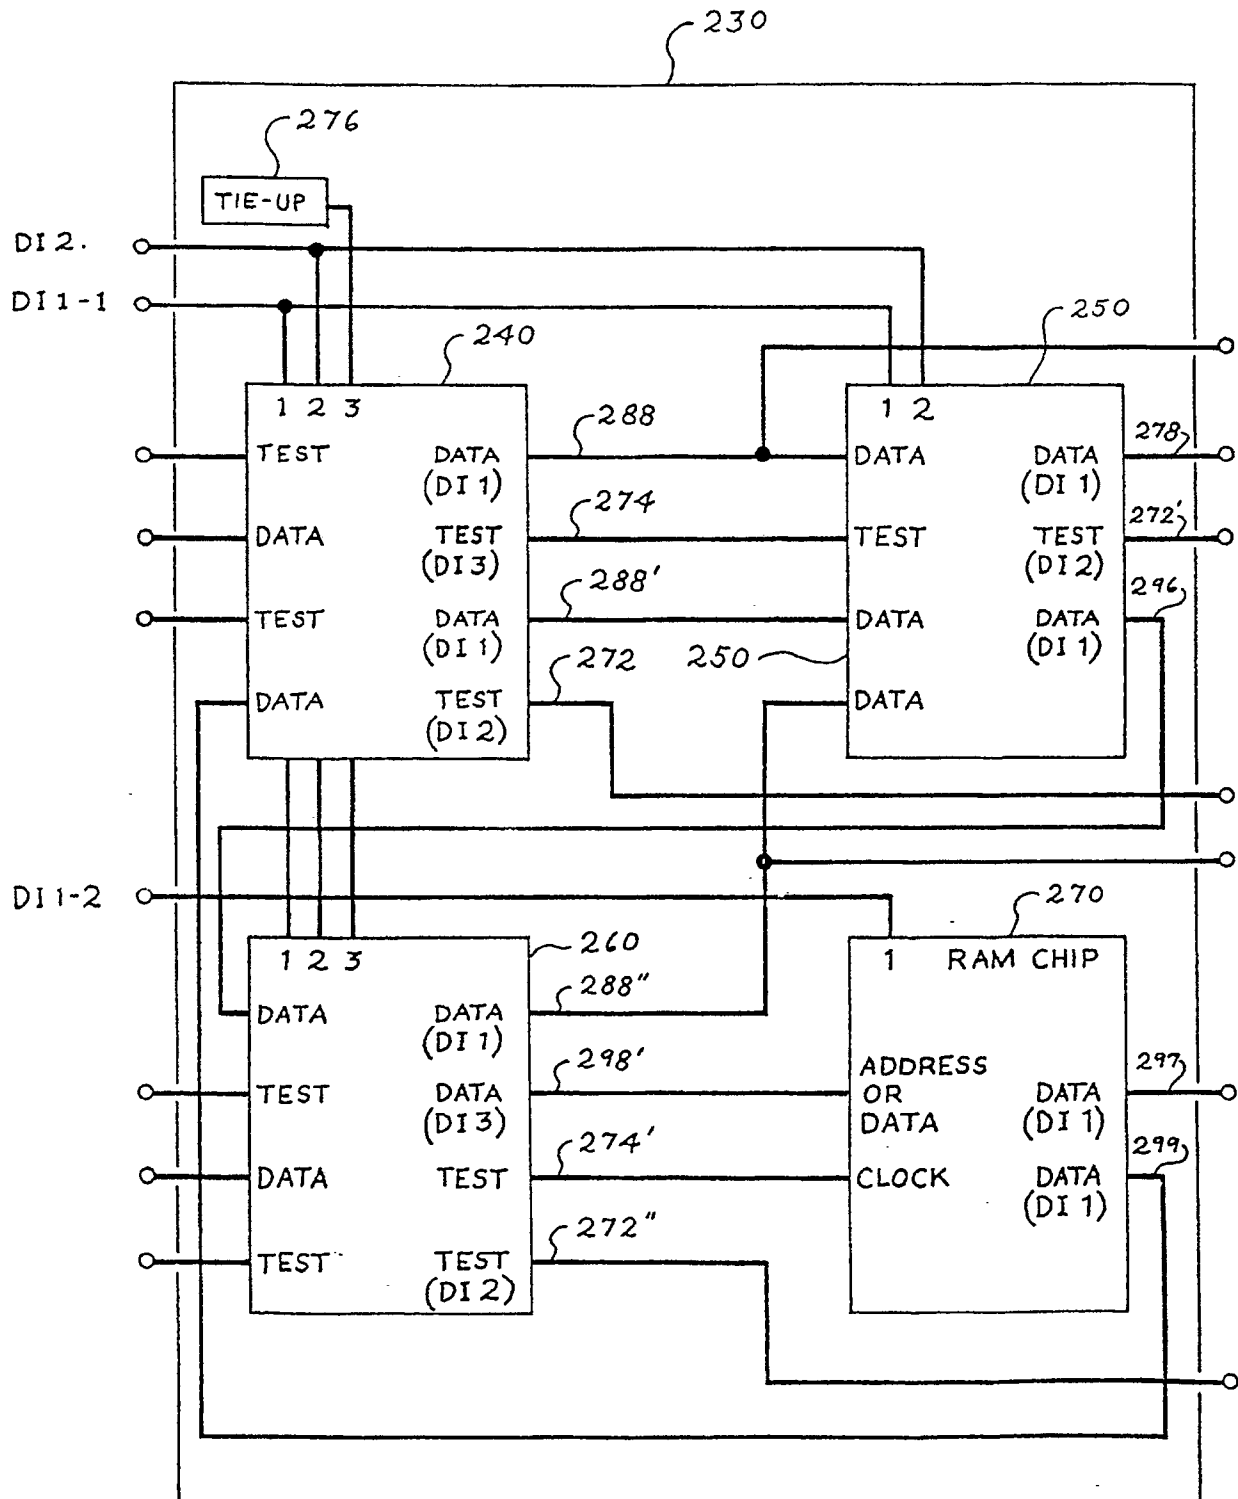 230
276
TIE-UP
DI 2.
DI 1-1
240
250
1 2 3
1 2
TEST
DATA
(DI 1)
288
DATA
DATA
(DI 1)
278
DATA
TEST
(DI 3)
274
TEST
TEST
(DI 2)
272'
TEST
DATA
(DI 1)
288'
250
DATA
DATA
(DI 1)
296
DATA
TEST
(DI 2)
272
DATA
DI 1-2
270
1 2 3
260
1
RAM CHIP
DATA
DATA
(DI 1)
288"
TEST
DATA
(DI 3)
298'
ADDRESS
OR
DATA
DATA
(DI 1)
297
DATA
TEST
274'
CLOCK
DATA
(DI 1)
299
TEST
TEST
(DI 2)
272"